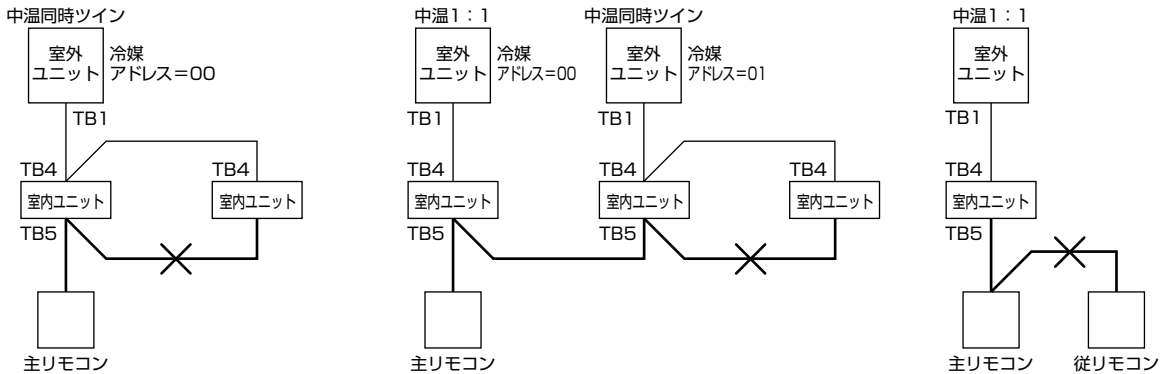 中温同時ツイン
室外
ユニット
冷媒
アドレス＝00
TB1
TB4
TB4
室内ユニット
室内ユニット
TB5
主リモコン
中温1：1
中温同時ツイン
室外
ユニット
冷媒
アドレス＝00
室外
ユニット
冷媒
アドレス＝01
TB1
TB1
TB4
TB4
TB4
室内ユニット
室内ユニット
室内ユニット
TB5
TB5
主リモコン
中温1：1
室外
ユニット
TB1
TB4
室内ユニット
TB5
主リモコン
従リモコン